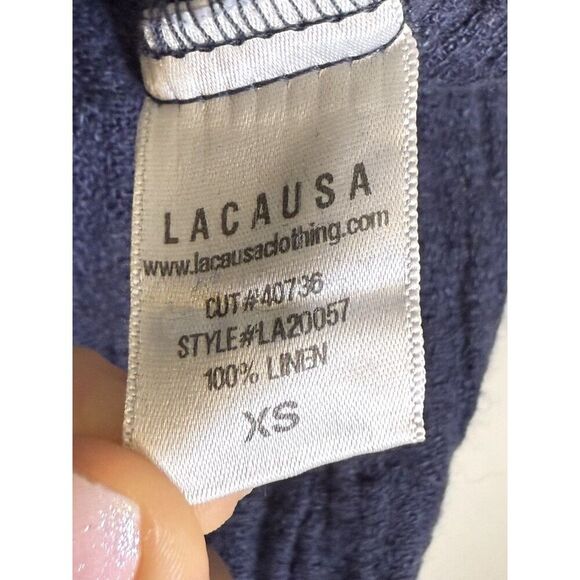 LACAUSA
www.lacausaclothing.com
CUT#40736
STYLE#LA20057
100% LINEN
XS